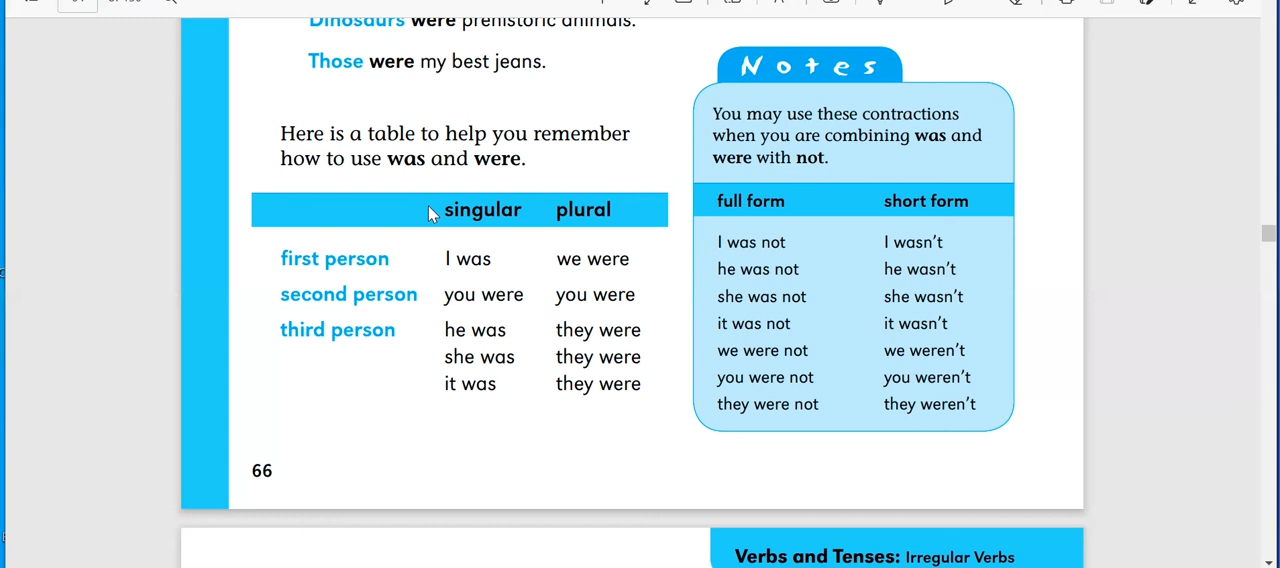 Dinosaurs were prehistoric animals.
Those were my best jeans.
Here is a table to help you remember
how to use was and were.
singular plural
first person I was we were
second person you were you were
third person he was they were
she was they were
it was they were
66
Notes
You may use these contractions
when you are combining was and
were with not.
full form short form
I was not I wasn't
he was not he wasn't
she was not she wasn't
it was not it wasn't
we were not we weren't
you were not you weren't
they were not they weren't
Verbs and Tenses: Irregular Verbs